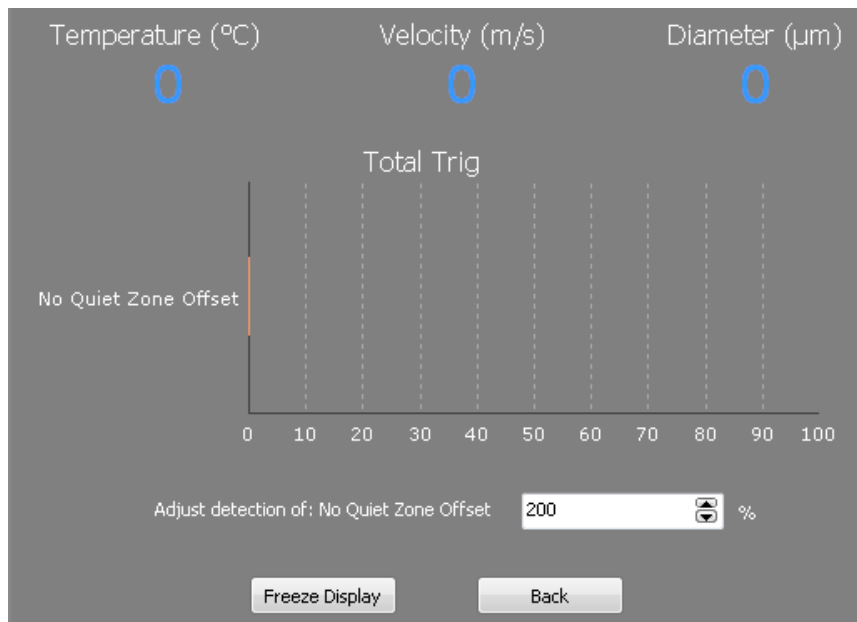 Temperature (ºC) Velocity (m/s) Diameter (µm)
0 0 0
Total Trig
No Quiet Zone Offset
0 10 20 30 40 50 60 70 80 90 100
Adjust detection of: No Quiet Zone Offset 200 %
Freeze Display Back